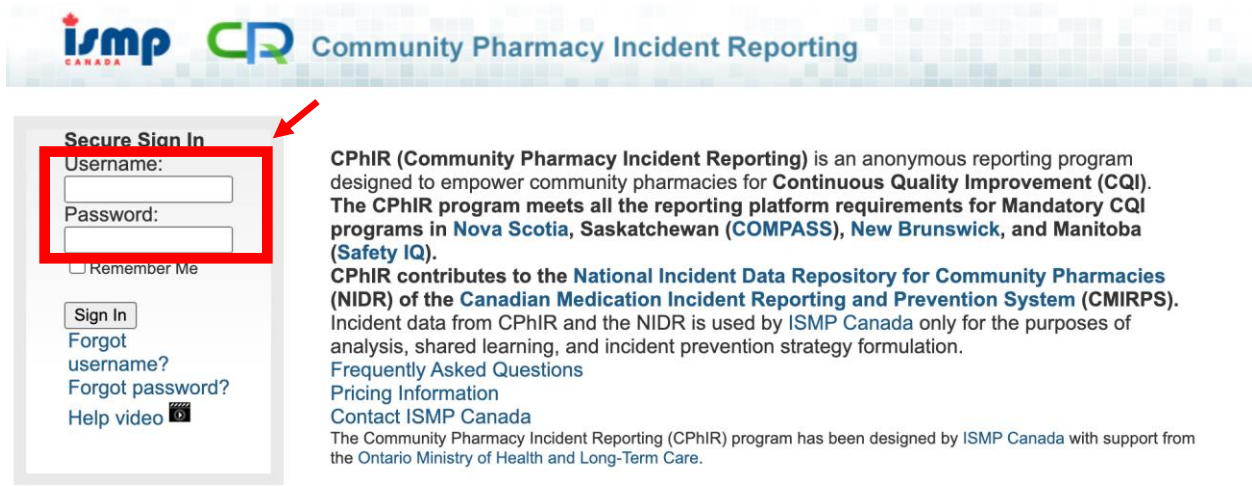 ismp
CANADA
CR Community Pharmacy Incident Reporting
Secure Sign In
Username:
Password:
Remember Me
Sign In
Forgot
username?
Forgot password?
Help video
CPhIR (Community Pharmacy Incident Reporting) is an anonymous reporting program
designed to empower community pharmacies for Continuous Quality Improvement (CQI).
The CPhIR program meets all the reporting platform requirements for Mandatory CQI
programs in Nova Scotia, Saskatchewan (COMPASS), New Brunswick, and Manitoba
(Safety IQ).
CPhIR contributes to the National Incident Data Repository for Community Pharmacies
(NIDR) of the Canadian Medication Incident Reporting and Prevention System (CMIRPS).
Incident data from CPhIR and the NIDR is used by ISMP Canada only for the purposes of
analysis, shared learning, and incident prevention strategy formulation.
Frequently Asked Questions
Pricing Information
Contact ISMP Canada
The Community Pharmacy Incident Reporting (CPhIR) program has been designed by ISMP Canada with support from
the Ontario Ministry of Health and Long-Term Care.